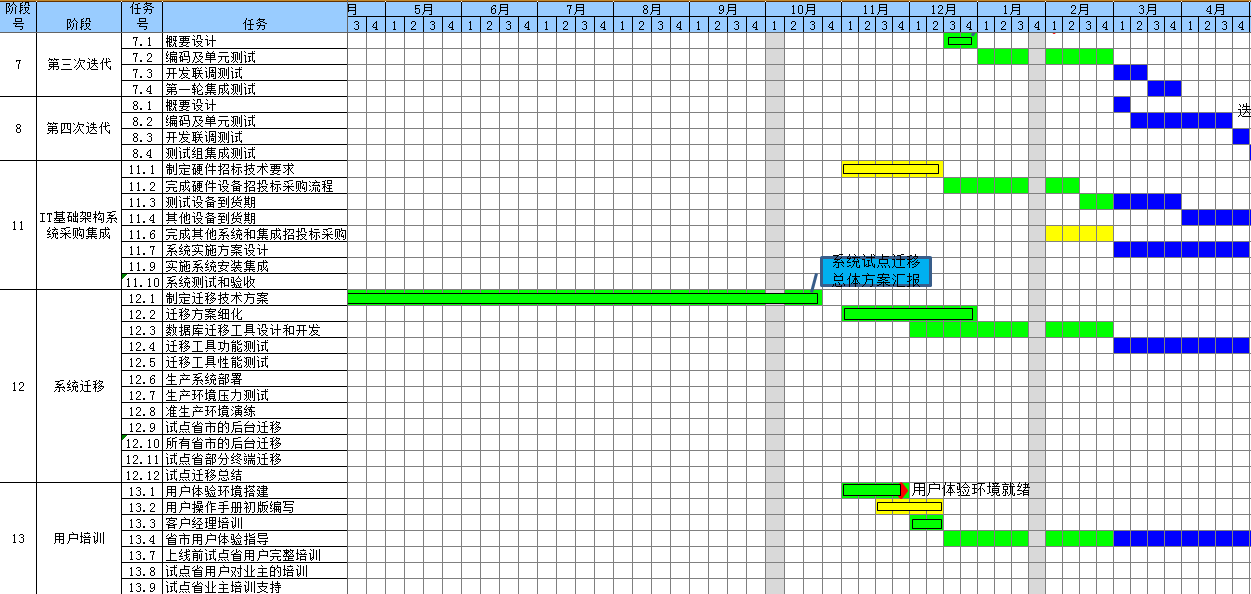 阶段号 阶段 任务号 任务 月 5月 6月 7月 8月 9月 10月 11月 12月 1月 2月 3月 4月
3 4 1 2 3 4 1 2 3 4 1 2 3 4 1 2 3 4 1 2 3 4 1 2 3 4 1 2 3 4 1 2 3 4 1 2 3 4 1 2 3 4 1 2 3 4 1 2 3 4
7 第三次迭代
7.1 概要设计
7.2 编码及单元测试
7.3 开发联调测试
7.4 第一轮集成测试
8 第四次迭代
8.1 概要设计
8.2 编码及单元测试
迭
8.3 开发联调测试
8.4 测试组集成测试
11 IT基础架构系统采购集成
11.1 制定硬件招标技术要求
11.2 完成硬件设备招投标采购流程
11.3 测试设备到货期
11.4 其他设备到货期
11.6 完成其他系统和集成招投标采购
11.7 系统实施方案设计
11.9 实施系统安装集成
11.10 系统测试和验收
系统试点迁移
总体方案汇报
12 系统迁移
12.1 制定迁移技术方案
12.2 迁移方案细化
12.3 数据库迁移工具设计和开发
12.4 迁移工具功能测试
12.5 迁移工具性能测试
12.6 生产系统部署
12.7 生产环境压力测试
12.8 准生产环境演练
12.9 试点省市的后台迁移
12.10 所有省市的后台迁移
12.11 试点省部分终端迁移
12.12 试点迁移总结
13 用户培训
13.1 用户体验环境搭建
用户体验环境就绪
13.2 用户操作手册初版编写
13.3 客户经理培训
13.4 省市用户体验指导
13.7 上线前试点省用户完整培训
13.8 试点省用户对业主的培训
13.9 试点省业主培训支持